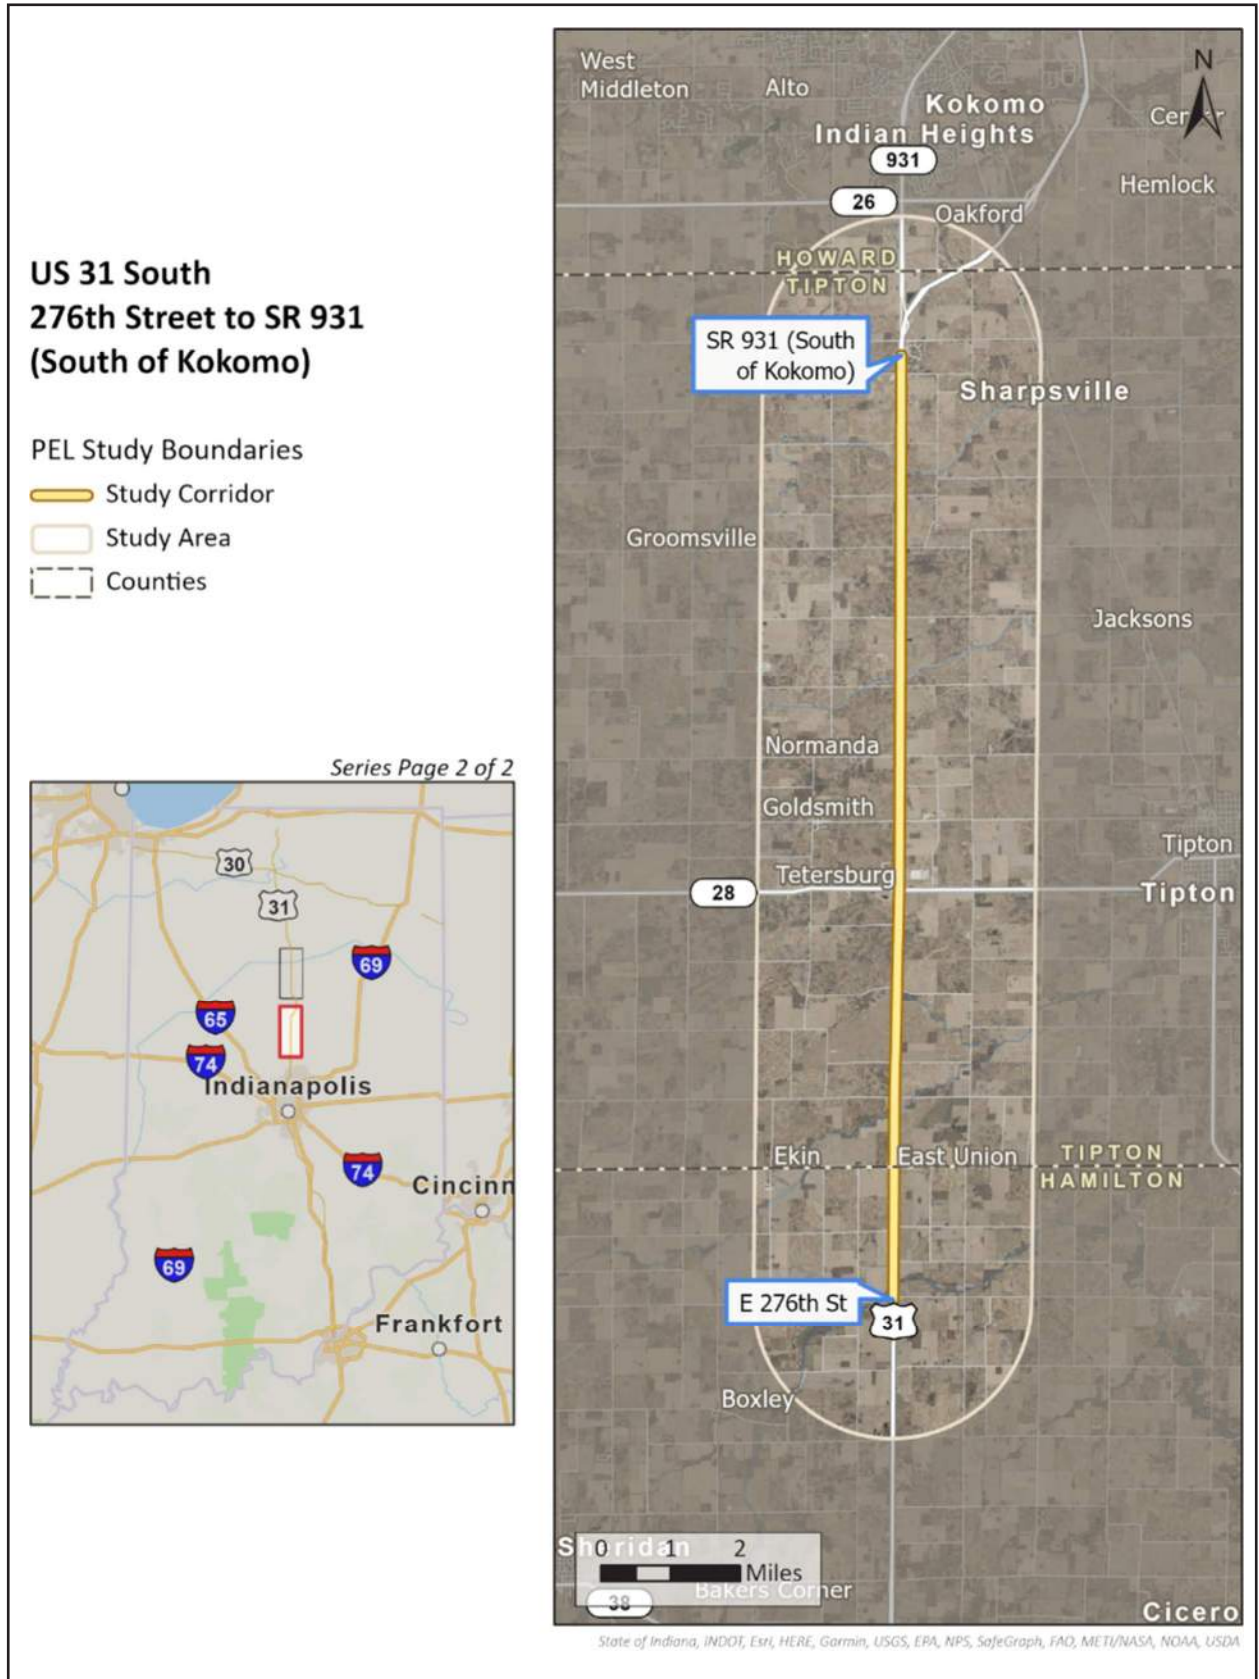 US 31 South
276th Street to SR 931
(South of Kokomo)
PEL Study Boundaries
Study Corridor
Study Area
Counties
Series Page 2 of 2
30
31
69
65
74
Indianapolis
74
Cincinn
69
Frankfort
West
Middleton
Alto
N
Kokomo
Indian Heights
931
Hemlock
26
Oakford
HOWARD
TIPTON
SR 931 (South
of Kokomo)
Sharpsville
Groomsville
Jacksons
Normanda
Goldsmith
Tipton
Tetersburg
28
Tipton
Ekin
East Union
TIPTON
HAMILTON
E 276th St
31
Boxley
Sheridan
0 1 2
Miles
Bakers Corner
38
Cicero
State of Indiana, INDOT, Esri, HERE, Garmin, USGS, EPA, NPS, SafeGraph, FAO, METI/NASA, NOAA, USDA